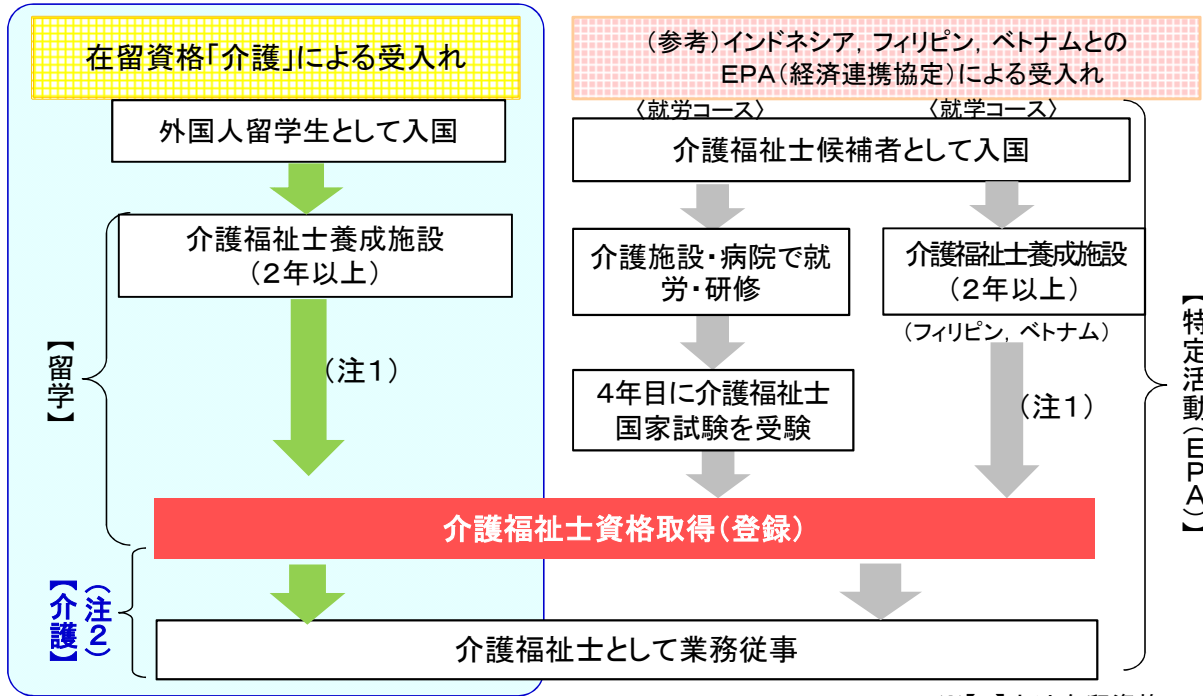 在留資格「介護」による受入れ
外国人留学生として入国
介護福祉士養成施設
（２年以上）
（注１）
【留学】
（参考）インドネシア，フィリピン，ベトナムとの
ＥＰＡ（経済連携協定）による受入れ
〈就労コース〉
〈就学コース〉
介護福祉士候補者として入国
介護施設・病院で就
労・研修
介護福祉士養成施設
（２年以上）
（フィリピン，ベトナム）
４年目に介護福祉士
国家試験を受験
（注１）
【特定活動（ＥＰＡ）】
介護福祉士資格取得（登録）
（注２）
【介護】
介護福祉士として業務従事